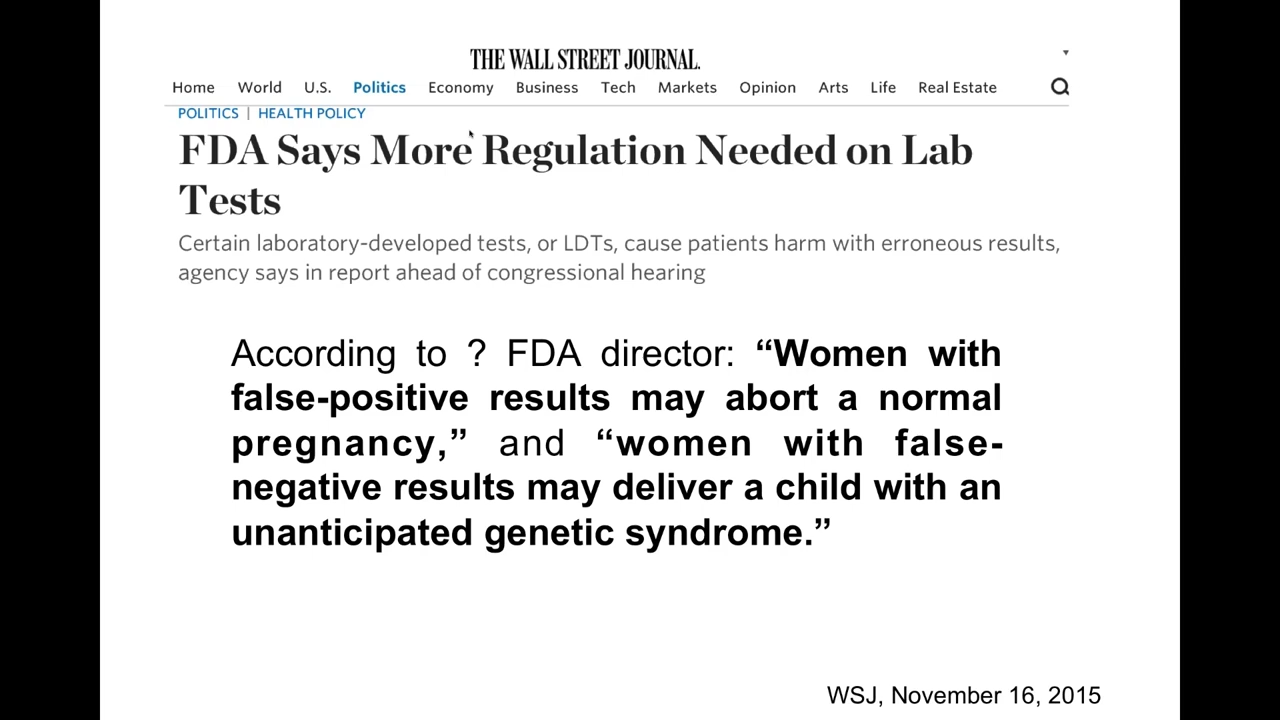 THE WALL STREET JOURNAL.
Home World U.S. Politics Economy Business Tech Markets Opinion Arts Life Real Estate
POLITICS | HEALTH POLICY
FDA Says More Regulation Needed on Lab
Tests
Certain laboratory-developed tests, or LDTs, cause patients harm with erroneous results,
agency says in report ahead of congressional hearing
According to ? FDA director: “Women with
false-positive results may abort a normal
pregnancy,” and “women with false-
negative results may deliver a child with an
unanticipated genetic syndrome.”
WSJ, November 16, 2015